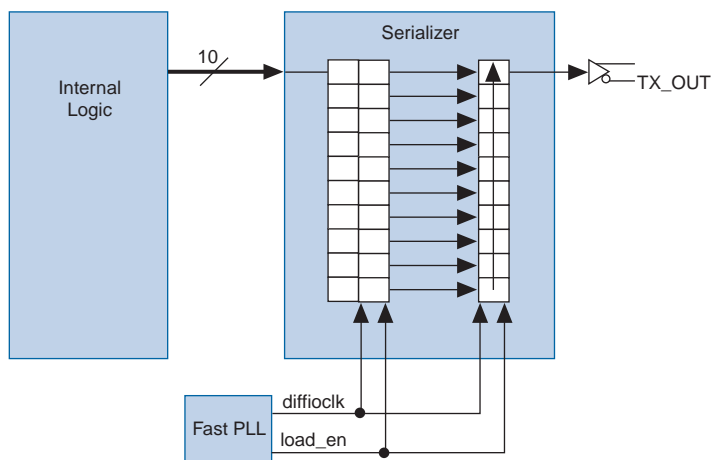 Serializer
10
Internal
Logic
TX_OUT
diffioclk
Fast PLL
load_en